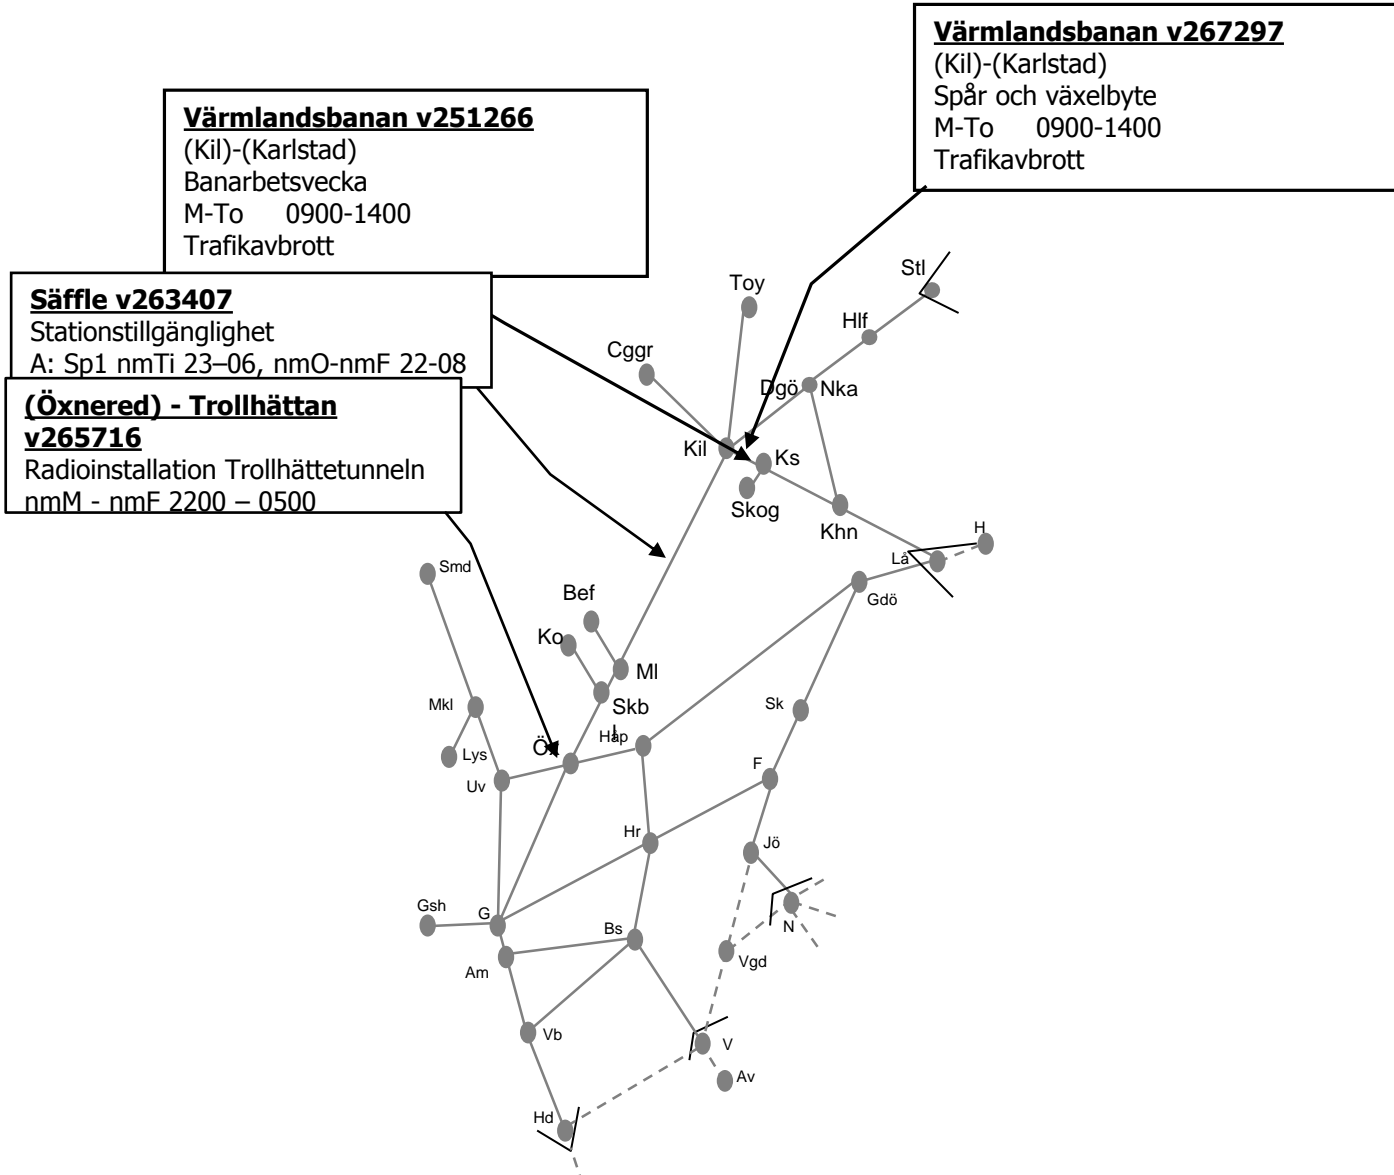 Värmlandsbanan v267297
(Kil)-(Karlstad)
Spår och växelbyte
M-To 0900-1400
Trafikavbrott
Värmlandsbanan v251266
(Kil)-(Karlstad)
Banarbetsvecka
M-To 0900-1400
Trafikavbrott
Säffle v263407
Stationstillgänglighet
A: Sp1 nmTi 23–06, nmO-nmF 22-08
(Öxnered) - Trollhättan
v265716
Radioinstallation Trollhättetunneln
nmM - nmF 2200 – 0500
Stl
Toy
Hlf
Cggr
Dgö
Nka
Kil
Ks
Skog
Khn
H
Lå
Smd
Gdö
Bef
Ko
Ml
Mkl
Skb
Sk
Håp
Lys
Uv
F
Hr
Jö
Gsh
G
Bs
N
Am
Vgd
Vb
V
Av
Hd